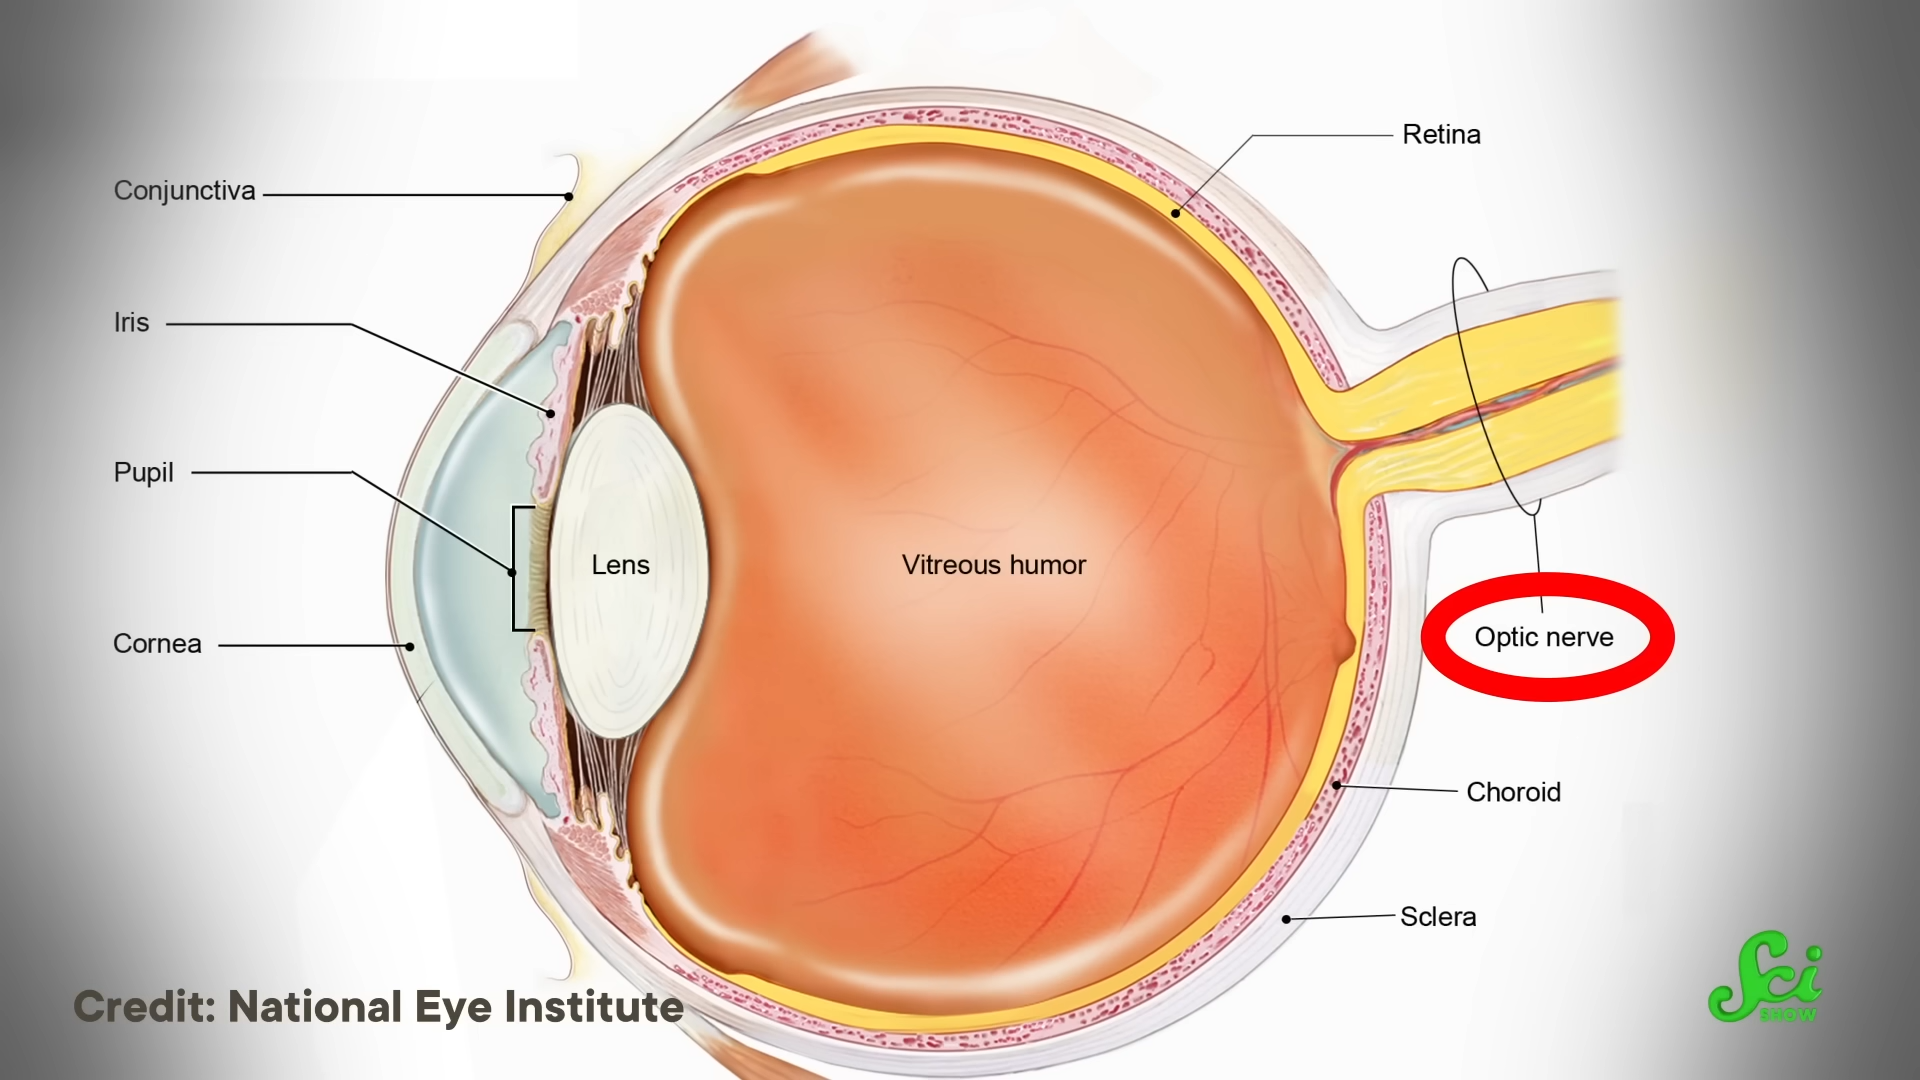 Conjunctiva
Iris
Pupil
Cornea
Lens
Vitreous humor
Retina
Optic nerve
Choroid
Sclera
Credit: National Eye Institute
Sci
SHOW